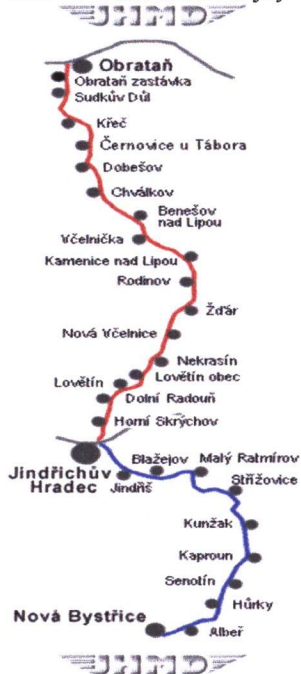 JHMD
Obrataň
Obrataň zastávka
Sudkův Důl
Křeč
Černovice u Tábora
Dobešov
Chválkov
Benešov
nad Lipou
Včelnička
Kamenice nad Lipou
Rodinov
Žďár
Nová Včelnice
Nekrasín
Lovětín obec
Lovětín
Dolní Radouň
Horní Skrýchov
Jindřichův
Hradec
Jindřiš
Blažejov
Malý Ratmírov
Střížovice
Kunžak
Kaproun
Senotín
Hůrky
Albeř
Nová Bystřice
JHMD